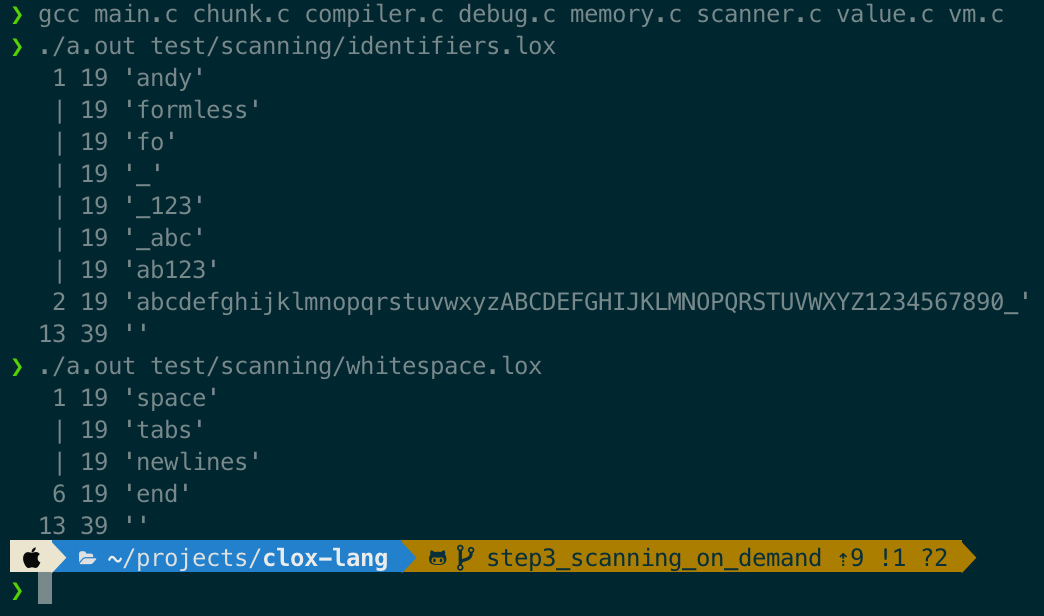 ❯ gcc main.c chunk.c compiler.c debug.c memory.c scanner.c value.c vm.c
❯ ./a.out test/scanning/identifiers.lox
   1 19 'andy'
   | 19 'formless'
   | 19 'fo'
   | 19 '_'
   | 19 '_123'
   | 19 '_abc'
   | 19 'ab123'
   2 19 'abcdefghijklmnopqrstuvwxyzABCDEFGHIJKLMNOPQRSTUVWXYZ1234567890_'
  13 39 ''
❯ ./a.out test/scanning/whitespace.lox
   1 19 'space'
   | 19 'tabs'
   | 19 'newlines'
   6 19 'end'
  13 39 ''
~/projects/clox-lang step3_scanning_on_demand ⇡9 !1 ?2
❯